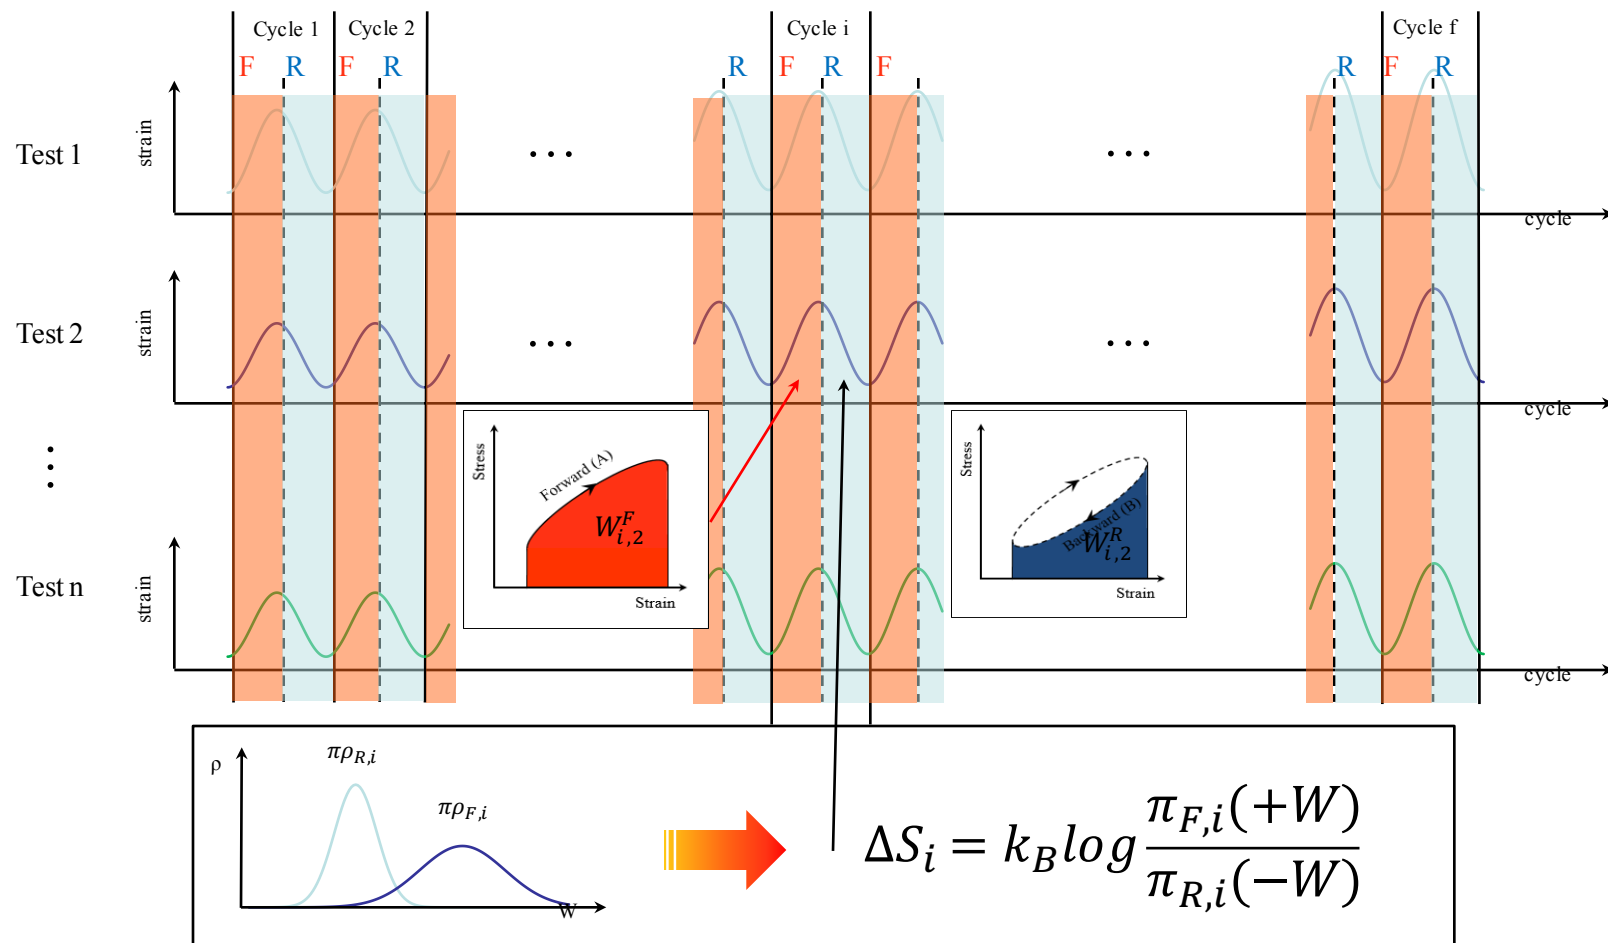 Cycle 1 Cycle 2 Cycle i Cycle f
F R F R R F R F R F R
Test 1
strain
...
...
cycle
Test 2
strain
...
...
cycle
Stress
Forward (A)
W^F_{i,2}
Strain
Stress
Backward (B)
W^R_{i,2}
Strain
⋮
Test n
strain
cycle
ρ
πρ_{R,i}
πρ_{F,i}
W
ΔS_i = k_B log π_{F,i}(+W) / π_{R,i}(−W)